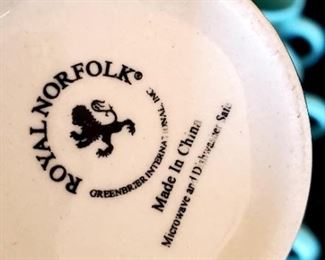 ROYAL NORFOLK®
GREENBRIER INTERNATIONAL, INC.
Made In China
Microwave and Dishwasher Safe